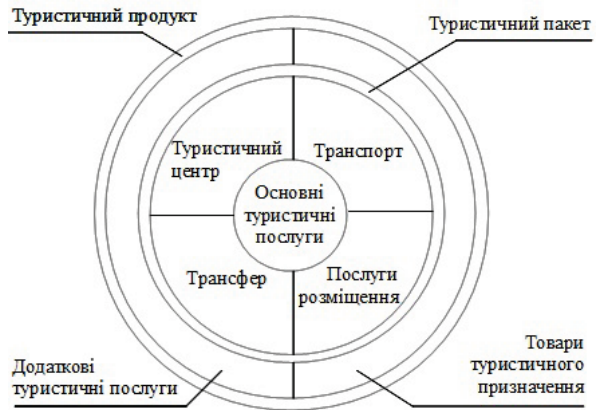 Туристичний продукт
Туристичний пакет
Туристичний
центр
Транспорт
Основні
туристичні
послуги
Трансфер
Послуги
розміщення
Додаткові
туристичні послуги
Товари
туристичного
призначення